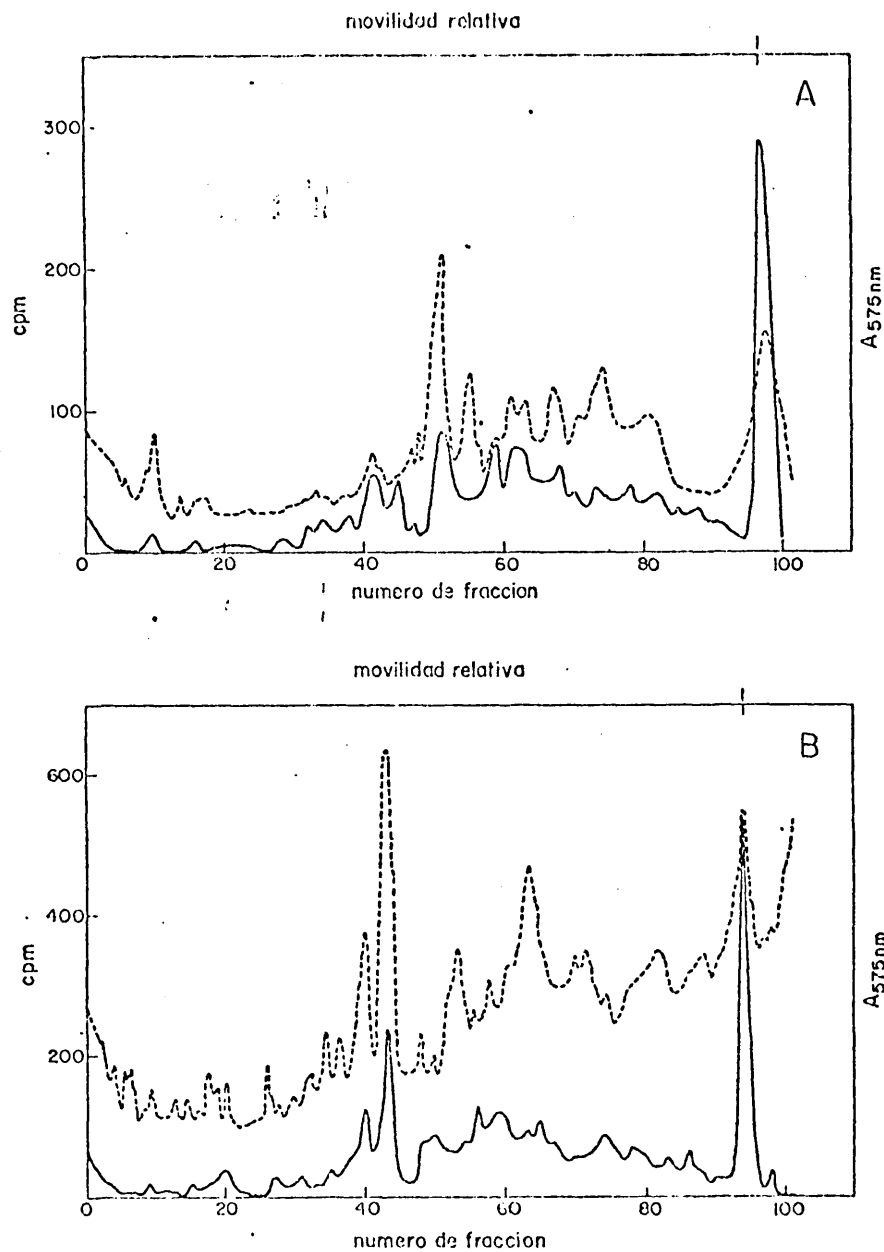 movilidad relativa
A
300
200
100
0
cpm
A575nm
0 20 40 60 80 100
numero de fraccion
movilidad relativa
B
600
400
200
0
cpm
A575nm
0 20 40 60 80 100
numero de fraccion